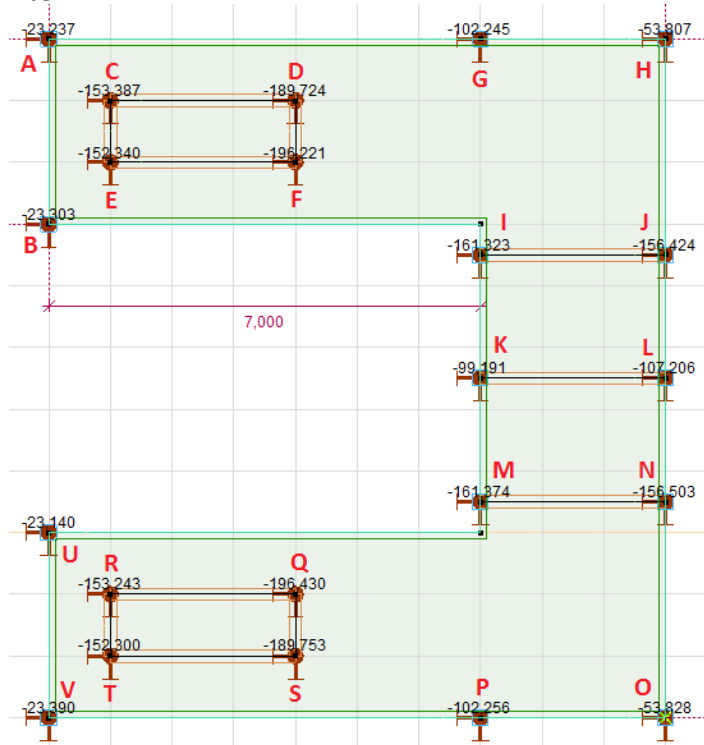 -23.237 -102.245 -53.807
A G H
C D
-153.387 -189.724
-152.340 -196.221
E F
-23.303
B
I J
-161.323 -156.424
7,000
K L
-99.191 -107.206
M N
-161.374 -156.503
-23.140
U
R Q
-153.243 -196.430
-152.300 -189.753
T S
V P O
-23.390 -102.256 -53.828